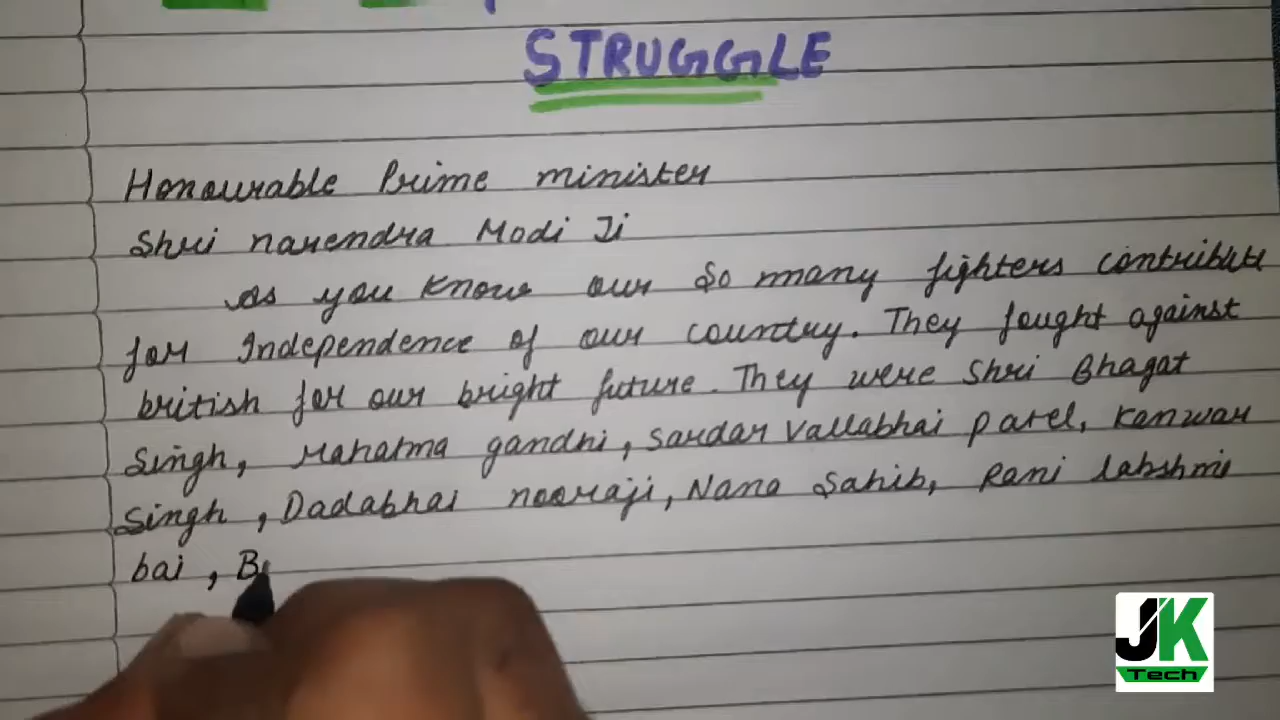 STRUGGLE
Honourable Prime minister
Shri narendra Modi Ji
As you know our so many fighters contribute
for Independence of our country. They fought against
british for our bright future. They were Shri Bhagat
Singh, Mahatma gandhi, Sardar Vallabhai patel, Kanwar
Singh, Dadabhai nooraji, Nana Sahib, Rani lakshmi
bai, B
JK
Tech